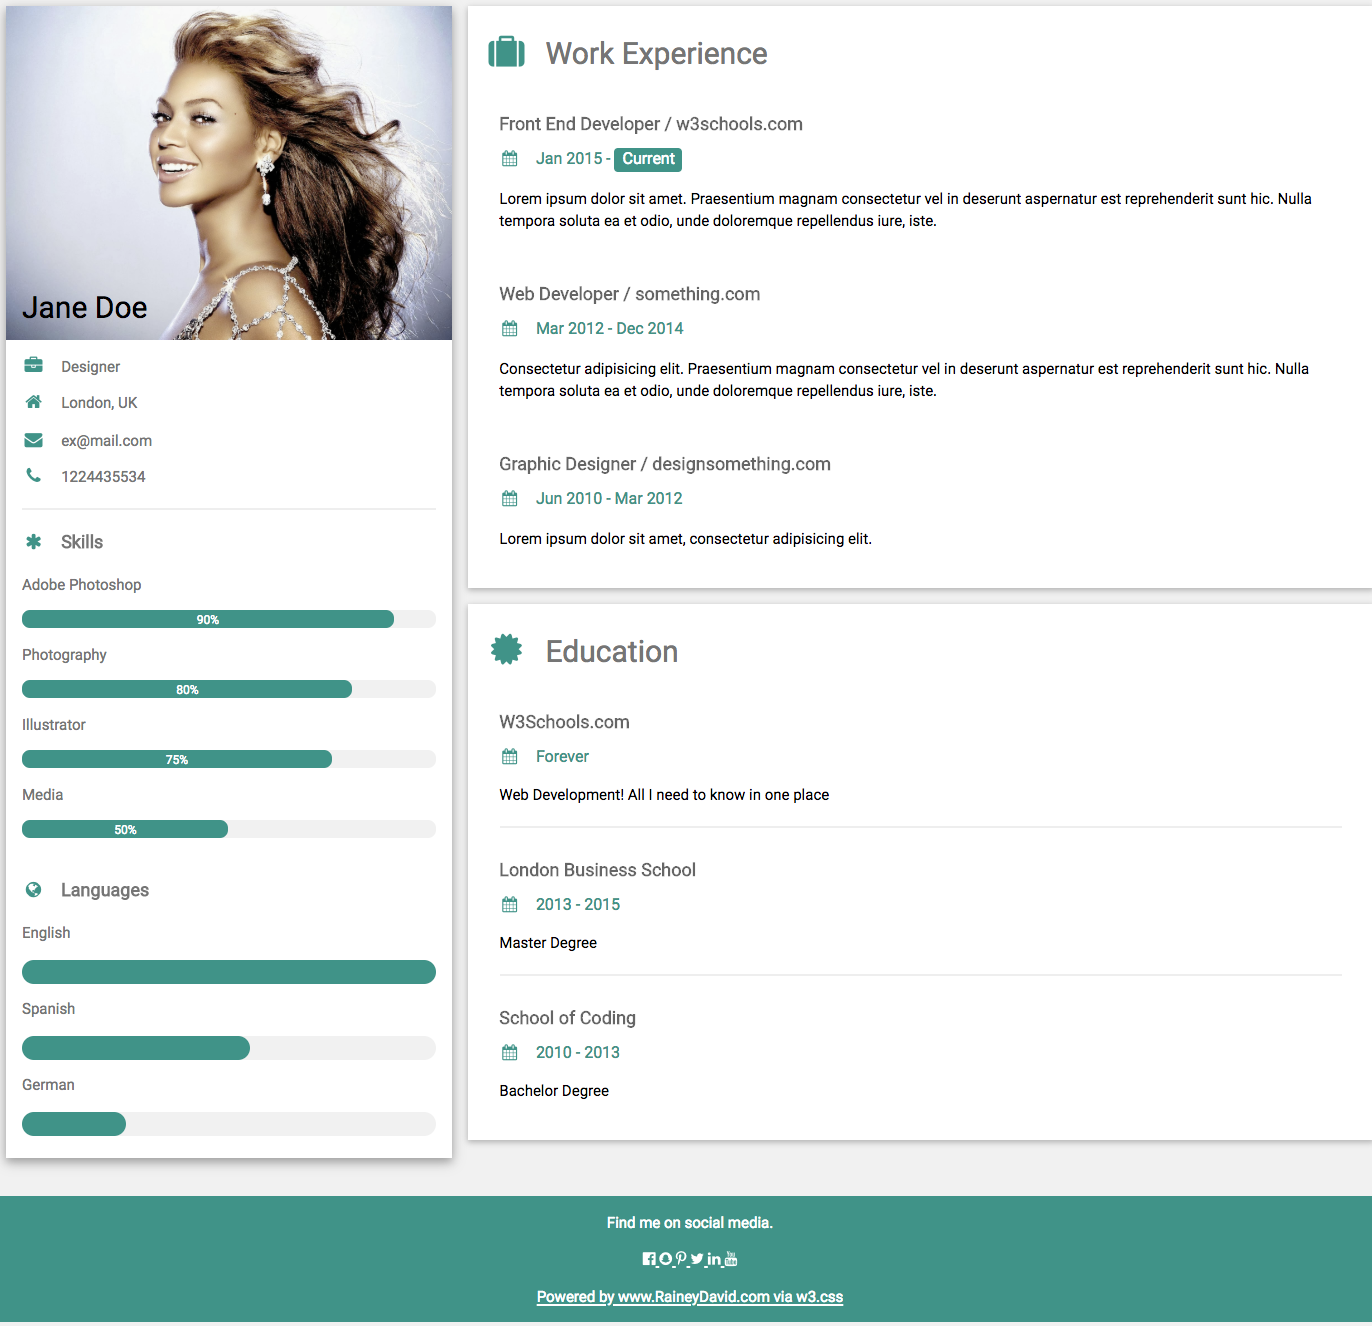 Jane Doe
Designer
London, UK
ex@mail.com
1224435534
Skills
Adobe Photoshop
90%
Photography
80%
Illustrator
75%
Media
50%
Languages
English
Spanish
German
Work Experience
Front End Developer / w3schools.com
Jan 2015 - Current
Lorem ipsum dolor sit amet. Praesentium magnam consectetur vel in deserunt aspernatur est reprehenderit sunt hic. Nulla
tempora soluta ea et odio, unde doloremque repellendus iure, iste.
Web Developer / something.com
Mar 2012 - Dec 2014
Consectetur adipisicing elit. Praesentium magnam consectetur vel in deserunt aspernatur est reprehenderit sunt hic. Nulla
tempora soluta ea et odio, unde doloremque repellendus iure, iste.
Graphic Designer / designsomething.com
Jun 2010 - Mar 2012
Lorem ipsum dolor sit amet, consectetur adipisicing elit.
Education
W3Schools.com
Forever
Web Development! All I need to know in one place
London Business School
2013 - 2015
Master Degree
School of Coding
2010 - 2013
Bachelor Degree
Find me on social media.
Powered by www.RaineyDavid.com via w3.css